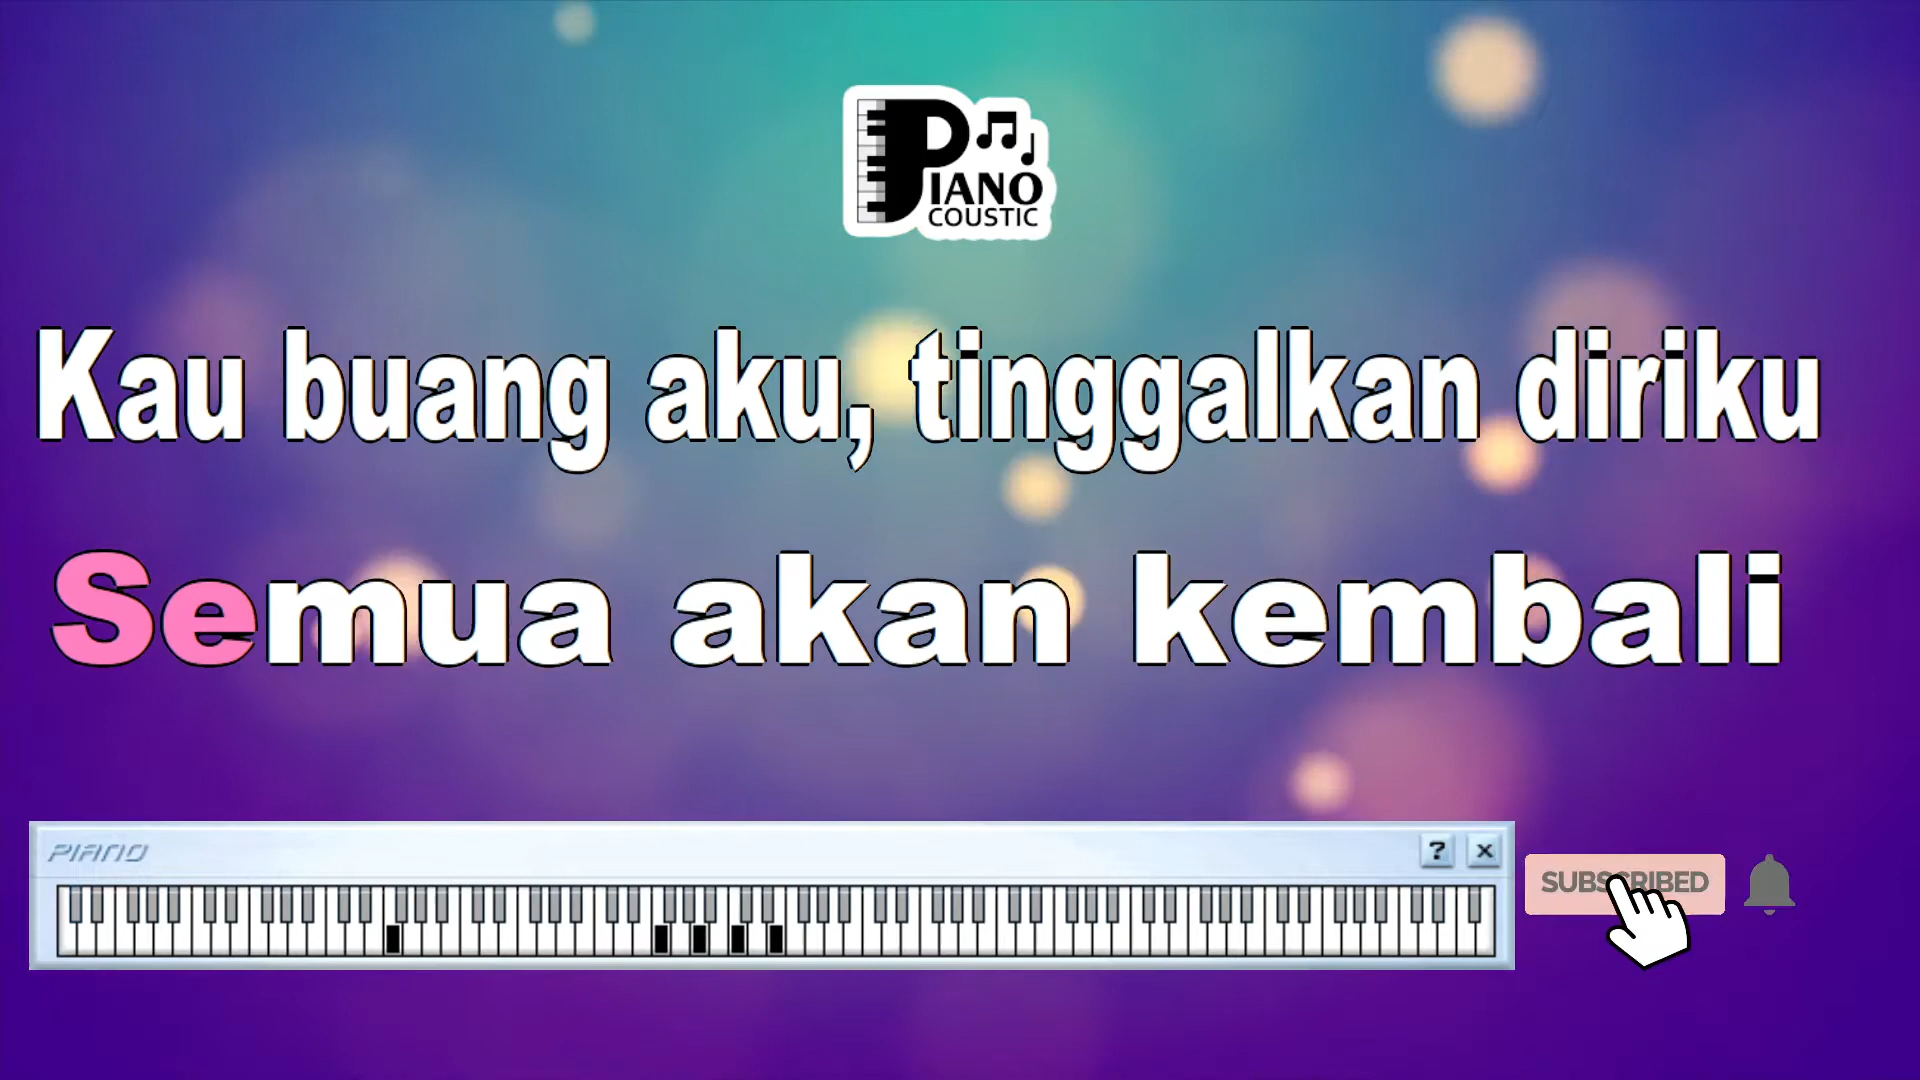 PIANO
COUSTIC
Kau buang aku, tinggalkan diriku
Semua akan kembali
PIANO
? x
SUBSCRIBED